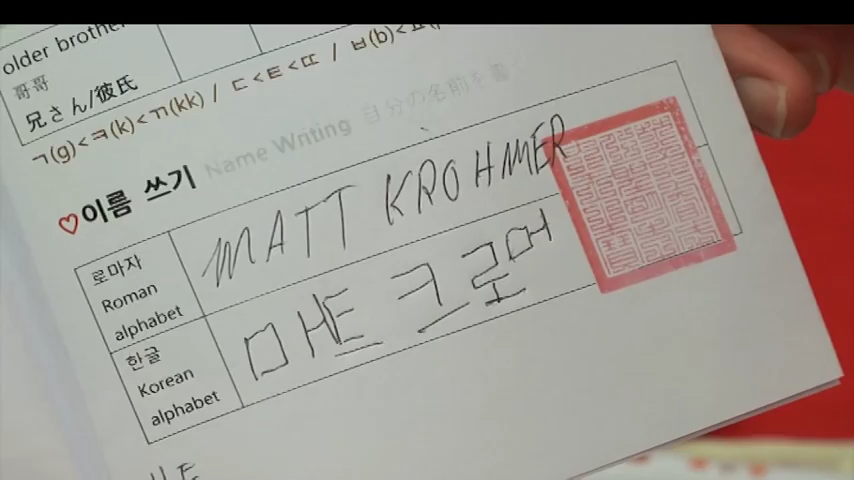 older brother
哥哥
兄さん/彼氏
ㄱ(g)<ㅋ(k)<ㄲ(kk) / ㄷ<ㅌ<ㄸ / ㅂ(b)<ㅍ
♡이름 쓰기 Name Writing 自分の名前を書く
로마자
Roman
alphabet
MATT KROHMER
한글
Korean
alphabet
매트 크로머